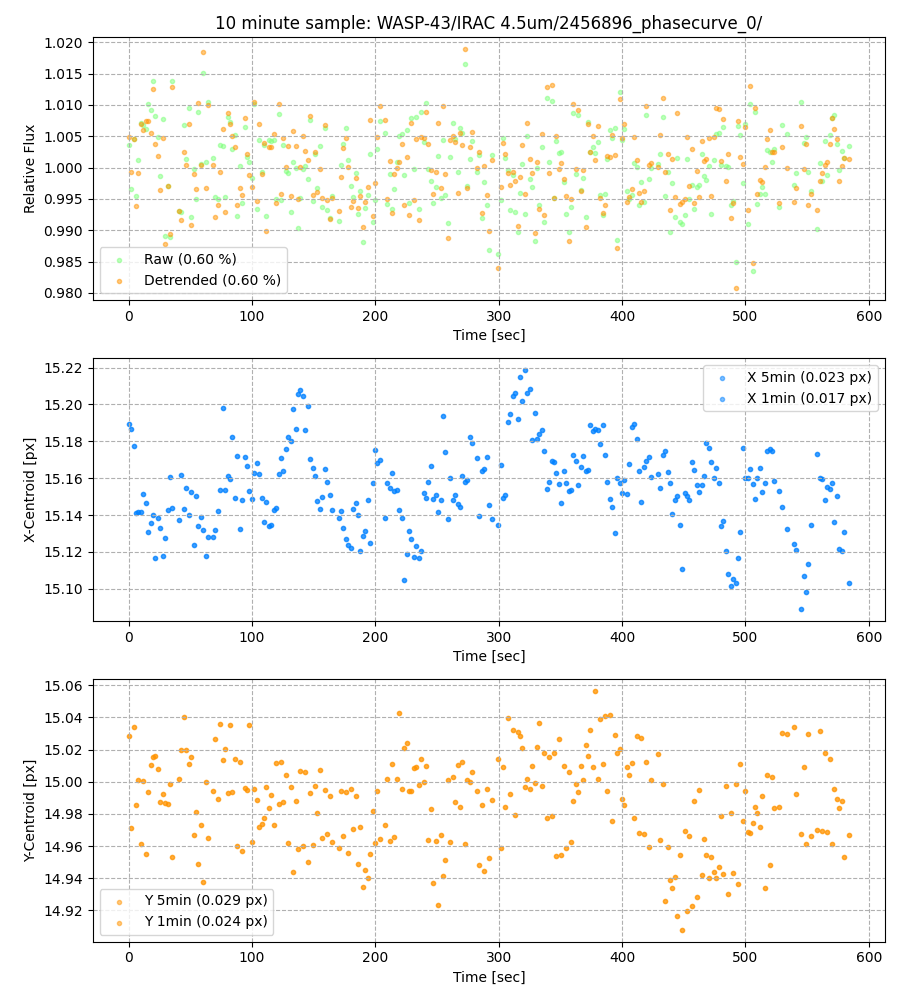 10 minute sample: WASP-43/IRAC 4.5um/2456896_phasecurve_0/
1.020
1.015
1.010
1.005
1.000
0.995
0.990
0.985
0.980
Relative Flux
Raw (0.60 %)
Detrended (0.60 %)
0 100 200 300 400 500 600
Time [sec]
15.22
15.20
15.18
15.16
15.14
15.12
15.10
X-Centroid [px]
X 5min (0.023 px)
X 1min (0.017 px)
0 100 200 300 400 500 600
Time [sec]
15.06
15.04
15.02
15.00
14.98
14.96
14.94
14.92
Y-Centroid [px]
Y 5min (0.029 px)
Y 1min (0.024 px)
0 100 200 300 400 500 600
Time [sec]